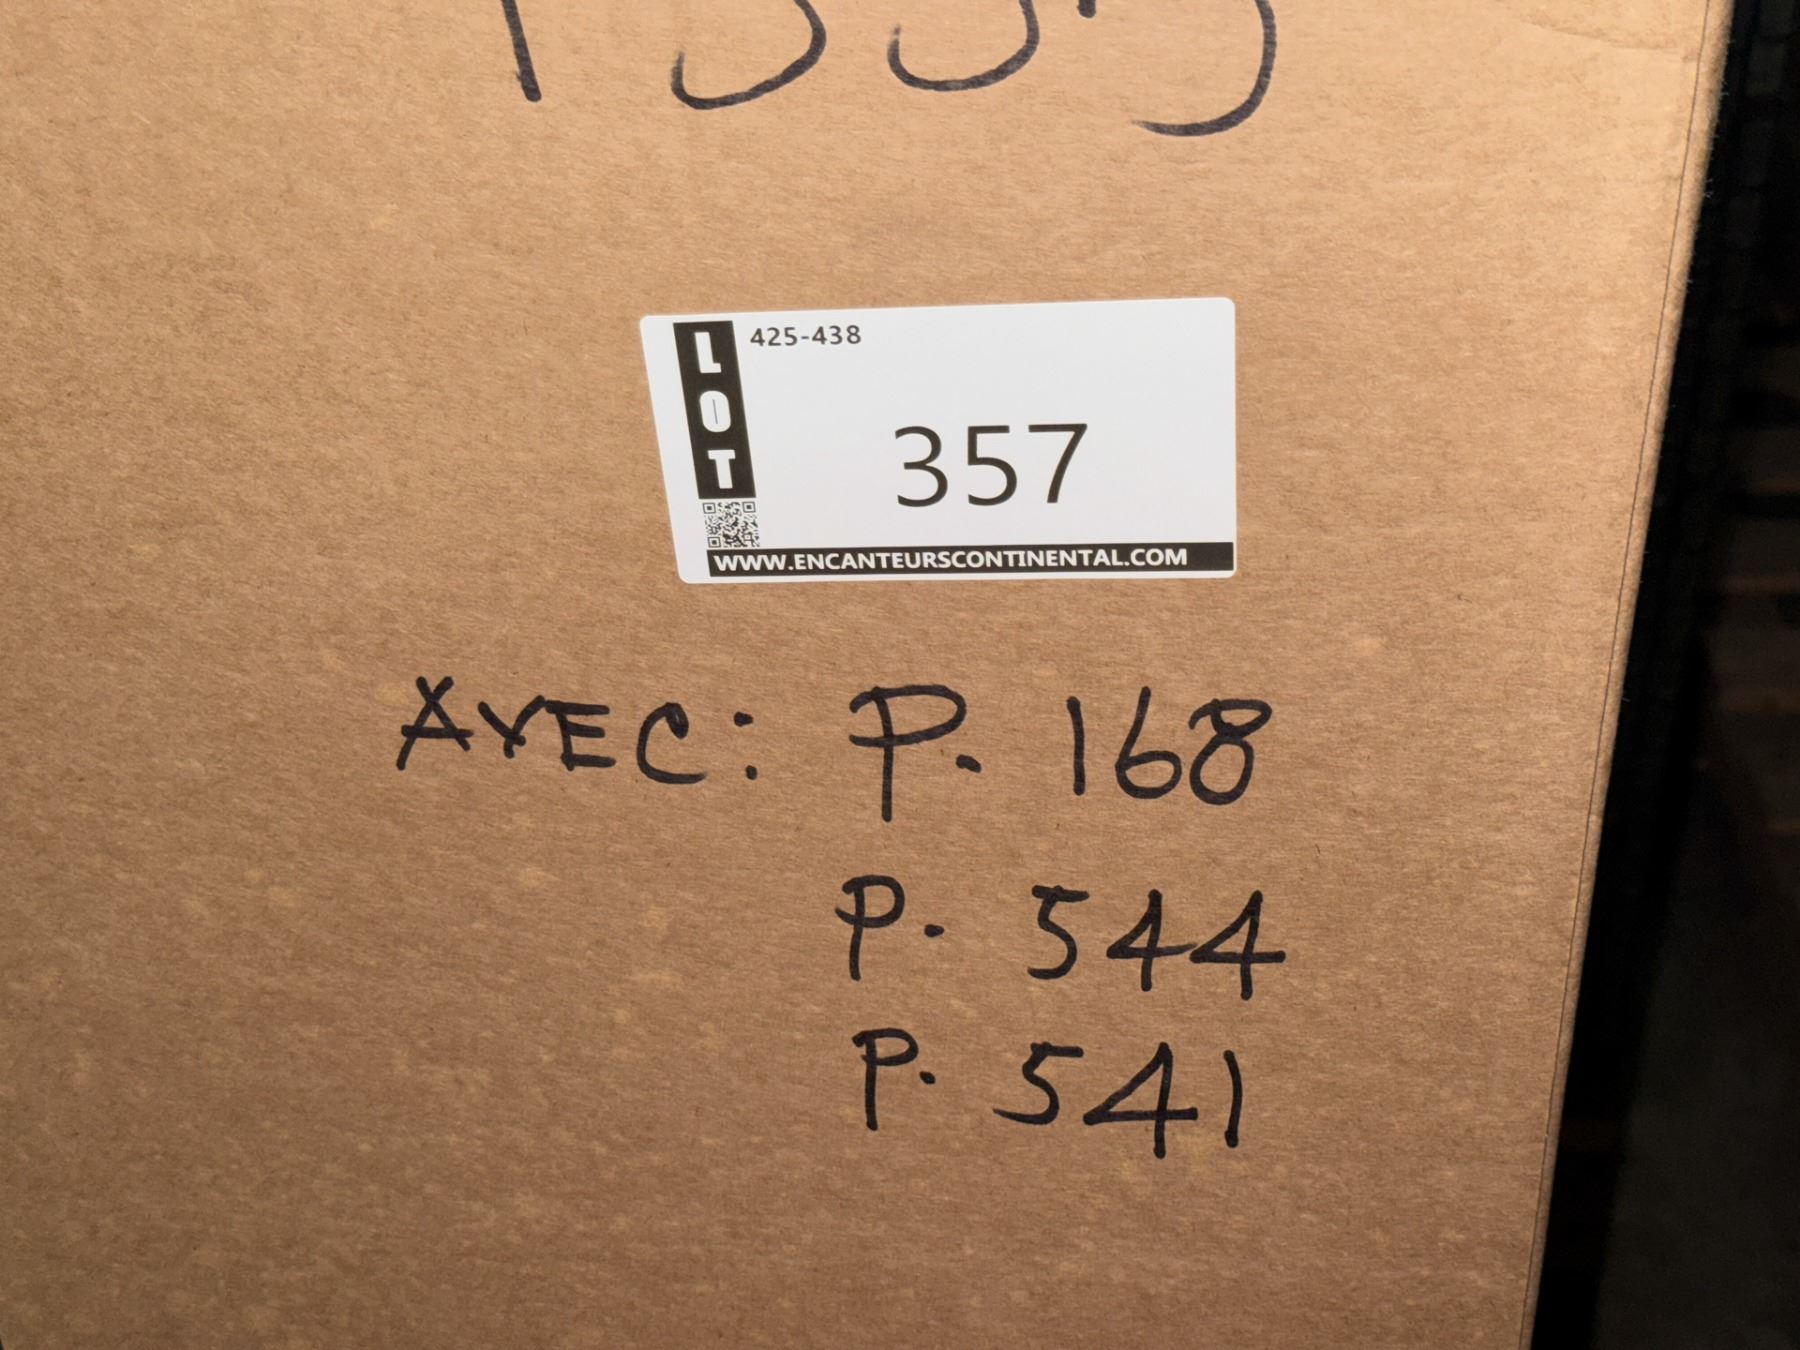 LOT
425-438
357
WWW.ENCANTEURSCONTINENTAL.COM
AVEC: P. 168
P. 544
P. 541